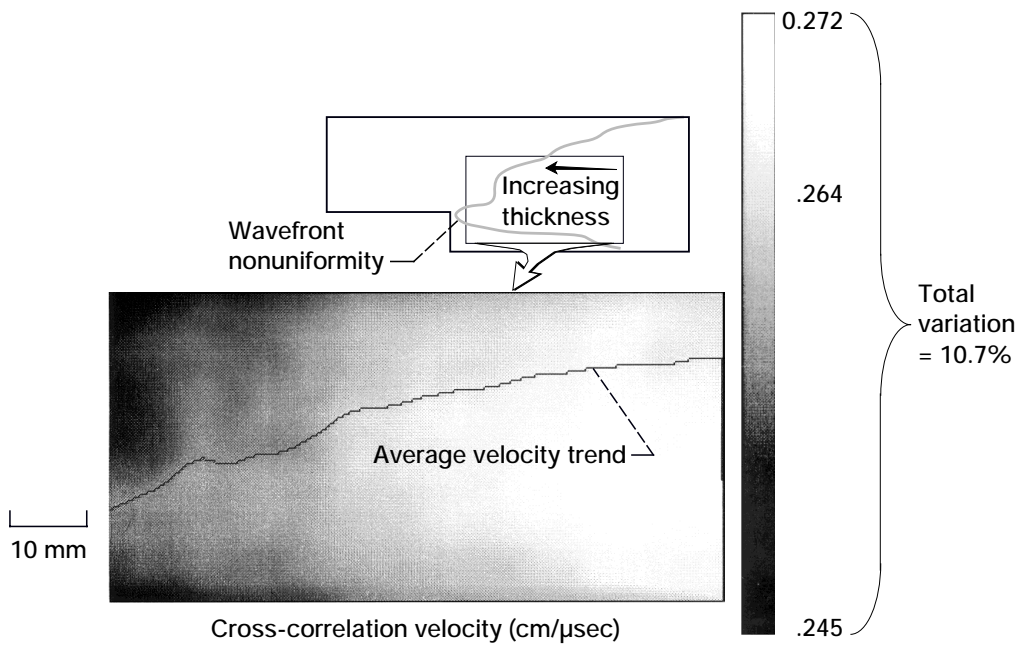 0.272
Increasing
thickness
.264
Wavefront
nonuniformity
Total
variation
= 10.7%
Average velocity trend
10 mm
Cross-correlation velocity (cm/µsec)
.245